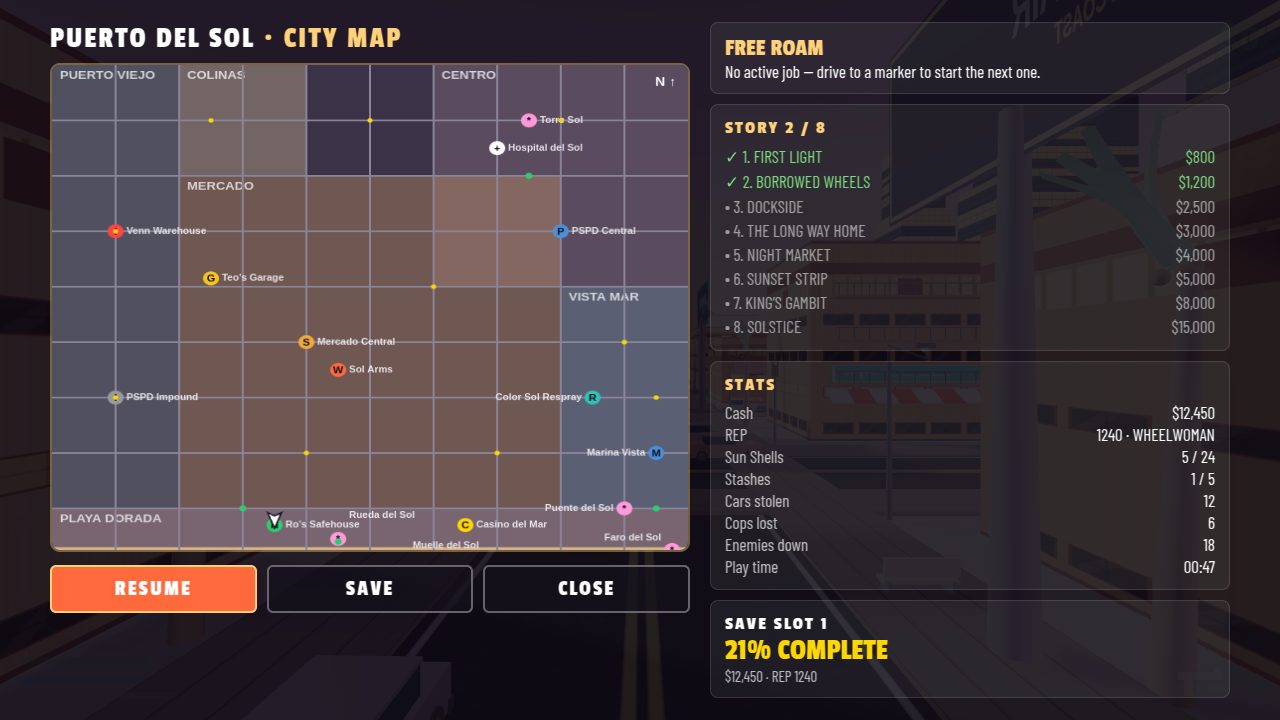 PUERTO DEL SOL · CITY MAP
PUERTO VIEJO
COLINAS
CENTRO
N ↑
Torre Sol
Hospital del Sol
MERCADO
Venn Warehouse
P
PSPD Central
G
Teo's Garage
VISTA MAR
S
Mercado Central
W
Sol Arms
PSPD Impound
Color Sol Respray
R
Marina Vista
M
Puente del Sol
PLAYA DORADA
Rueda del Sol
Ro's Safehouse
C
Casino del Mar
Faro del Sol
Muelle del Sol
RESUME
SAVE
CLOSE
FREE ROAM
No active job — drive to a marker to start the next one.
STORY 2 / 8
✓ 1. FIRST LIGHT $800
✓ 2. BORROWED WHEELS $1,200
• 3. DOCKSIDE $2,500
• 4. THE LONG WAY HOME $3,000
• 5. NIGHT MARKET $4,000
• 6. SUNSET STRIP $5,000
• 7. KING'S GAMBIT $8,000
• 8. SOLSTICE $15,000
STATS
Cash $12,450
REP 1240 · WHEELWOMAN
Sun Shells 5 / 24
Stashes 1 / 5
Cars stolen 12
Cops lost 6
Enemies down 18
Play time 00:47
SAVE SLOT 1
21% COMPLETE
$12,450 · REP 1240